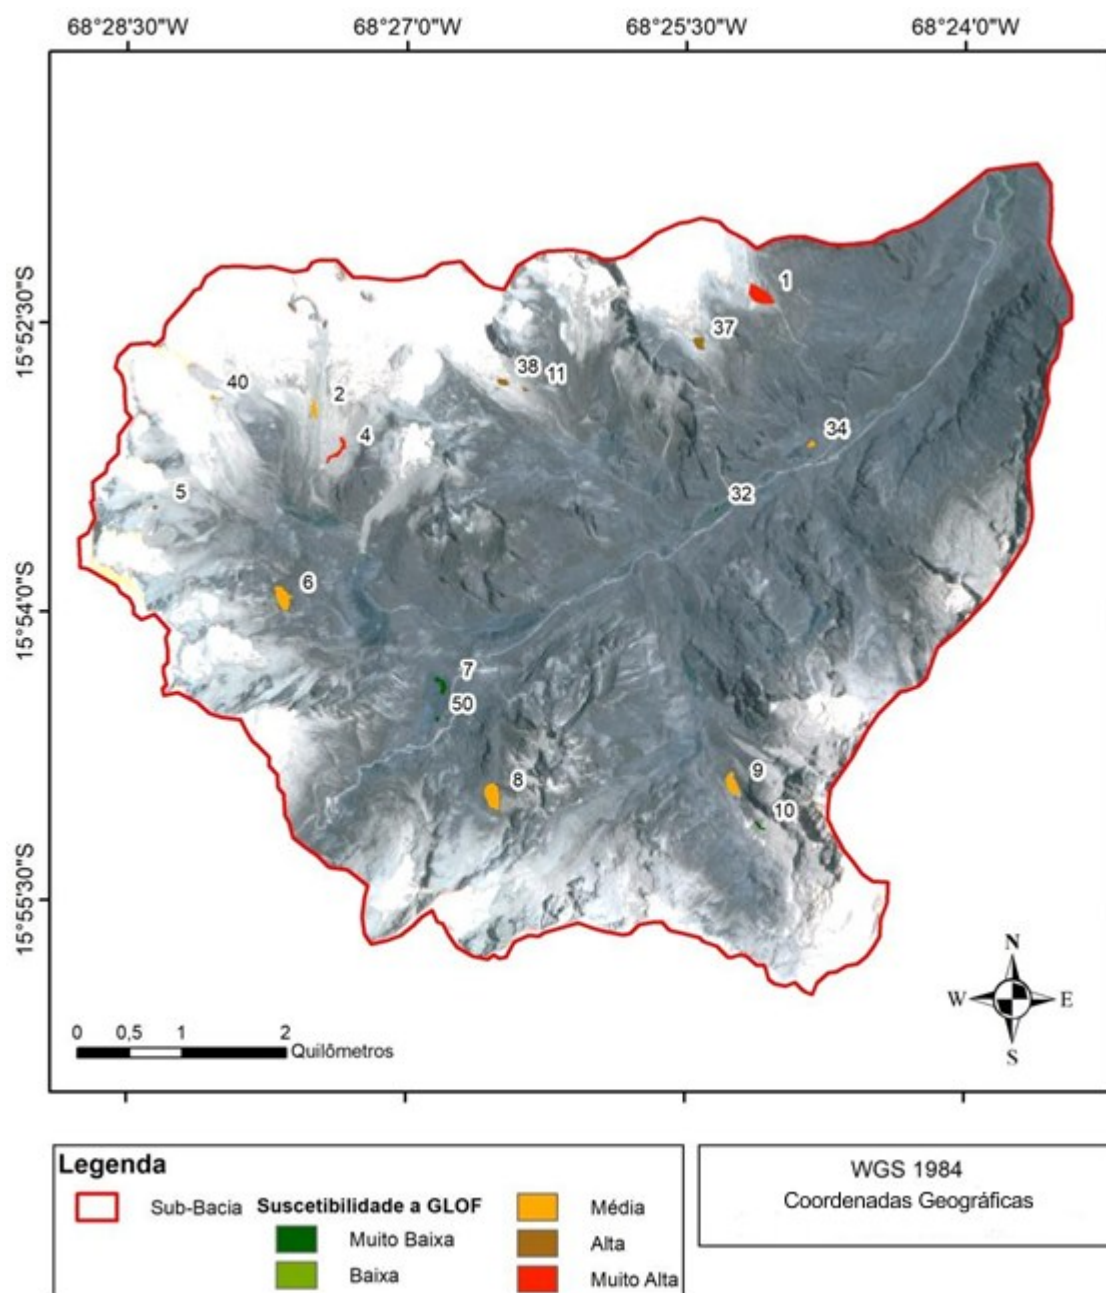 68°28'30"W
68°27'0"W
68°25'30"W
68°24'0"W
15°52'30"S
15°54'0"S
15°55'30"S
1
37
38
11
40
2
4
34
5
32
6
7
50
8
9
10
N
W
E
S
0
0,5
1
2
Quilômetros
Legenda
Sub-Bacia
Suscetibilidade a GLOF
Muito Baixa
Baixa
Média
Alta
Muito Alta
WGS 1984
Coordenadas Geográficas